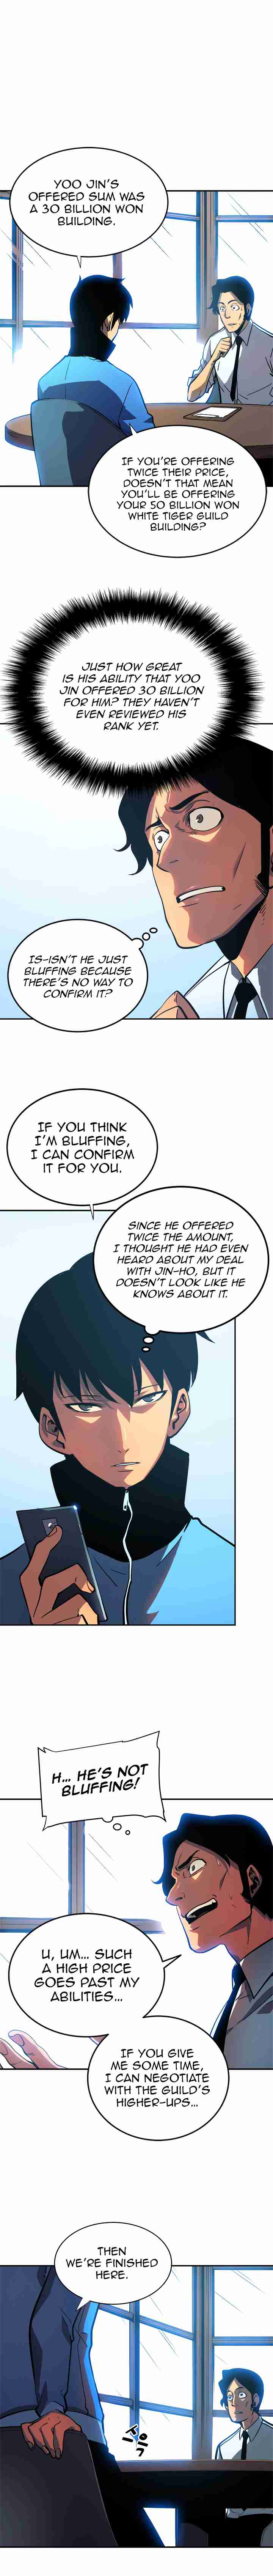 YOO JIN'S
OFFERED SUM WAS
A 30 BILLION WON
BUILDING.
IF YOU'RE OFFERING
TWICE THEIR PRICE,
DOESN'T THAT MEAN
YOU'LL BE OFFERING
YOUR 50 BILLION WON
WHITE TIGER GUILD
BUILDING?
JUST HOW GREAT
IS HIS ABILITY THAT YOO
JIN OFFERED 30 BILLION
FOR HIM? THEY HAVEN'T
EVEN REVIEWED HIS
RANK YET.
IS-ISN'T HE JUST
BLUFFING BECAUSE
THERE'S NO WAY TO
CONFIRM IT?
IF YOU THINK
I'M BLUFFING,
I CAN CONFIRM
IT FOR YOU.
SINCE HE OFFERED
TWICE THE AMOUNT,
I THOUGHT HE HAD EVEN
HEARD ABOUT MY DEAL
WITH JIN-HO, BUT IT
DOESN'T LOOK LIKE HE
KNOWS ABOUT IT.
H... HE'S NOT
BLUFFING!
U, UM... SUCH
A HIGH PRICE
GOES PAST MY
ABILITIES...
IF YOU GIVE
ME SOME TIME,
I CAN NEGOTIATE
WITH THE GUILD'S
HIGHER-UPS...
THEN
WE'RE FINISHED
HERE.